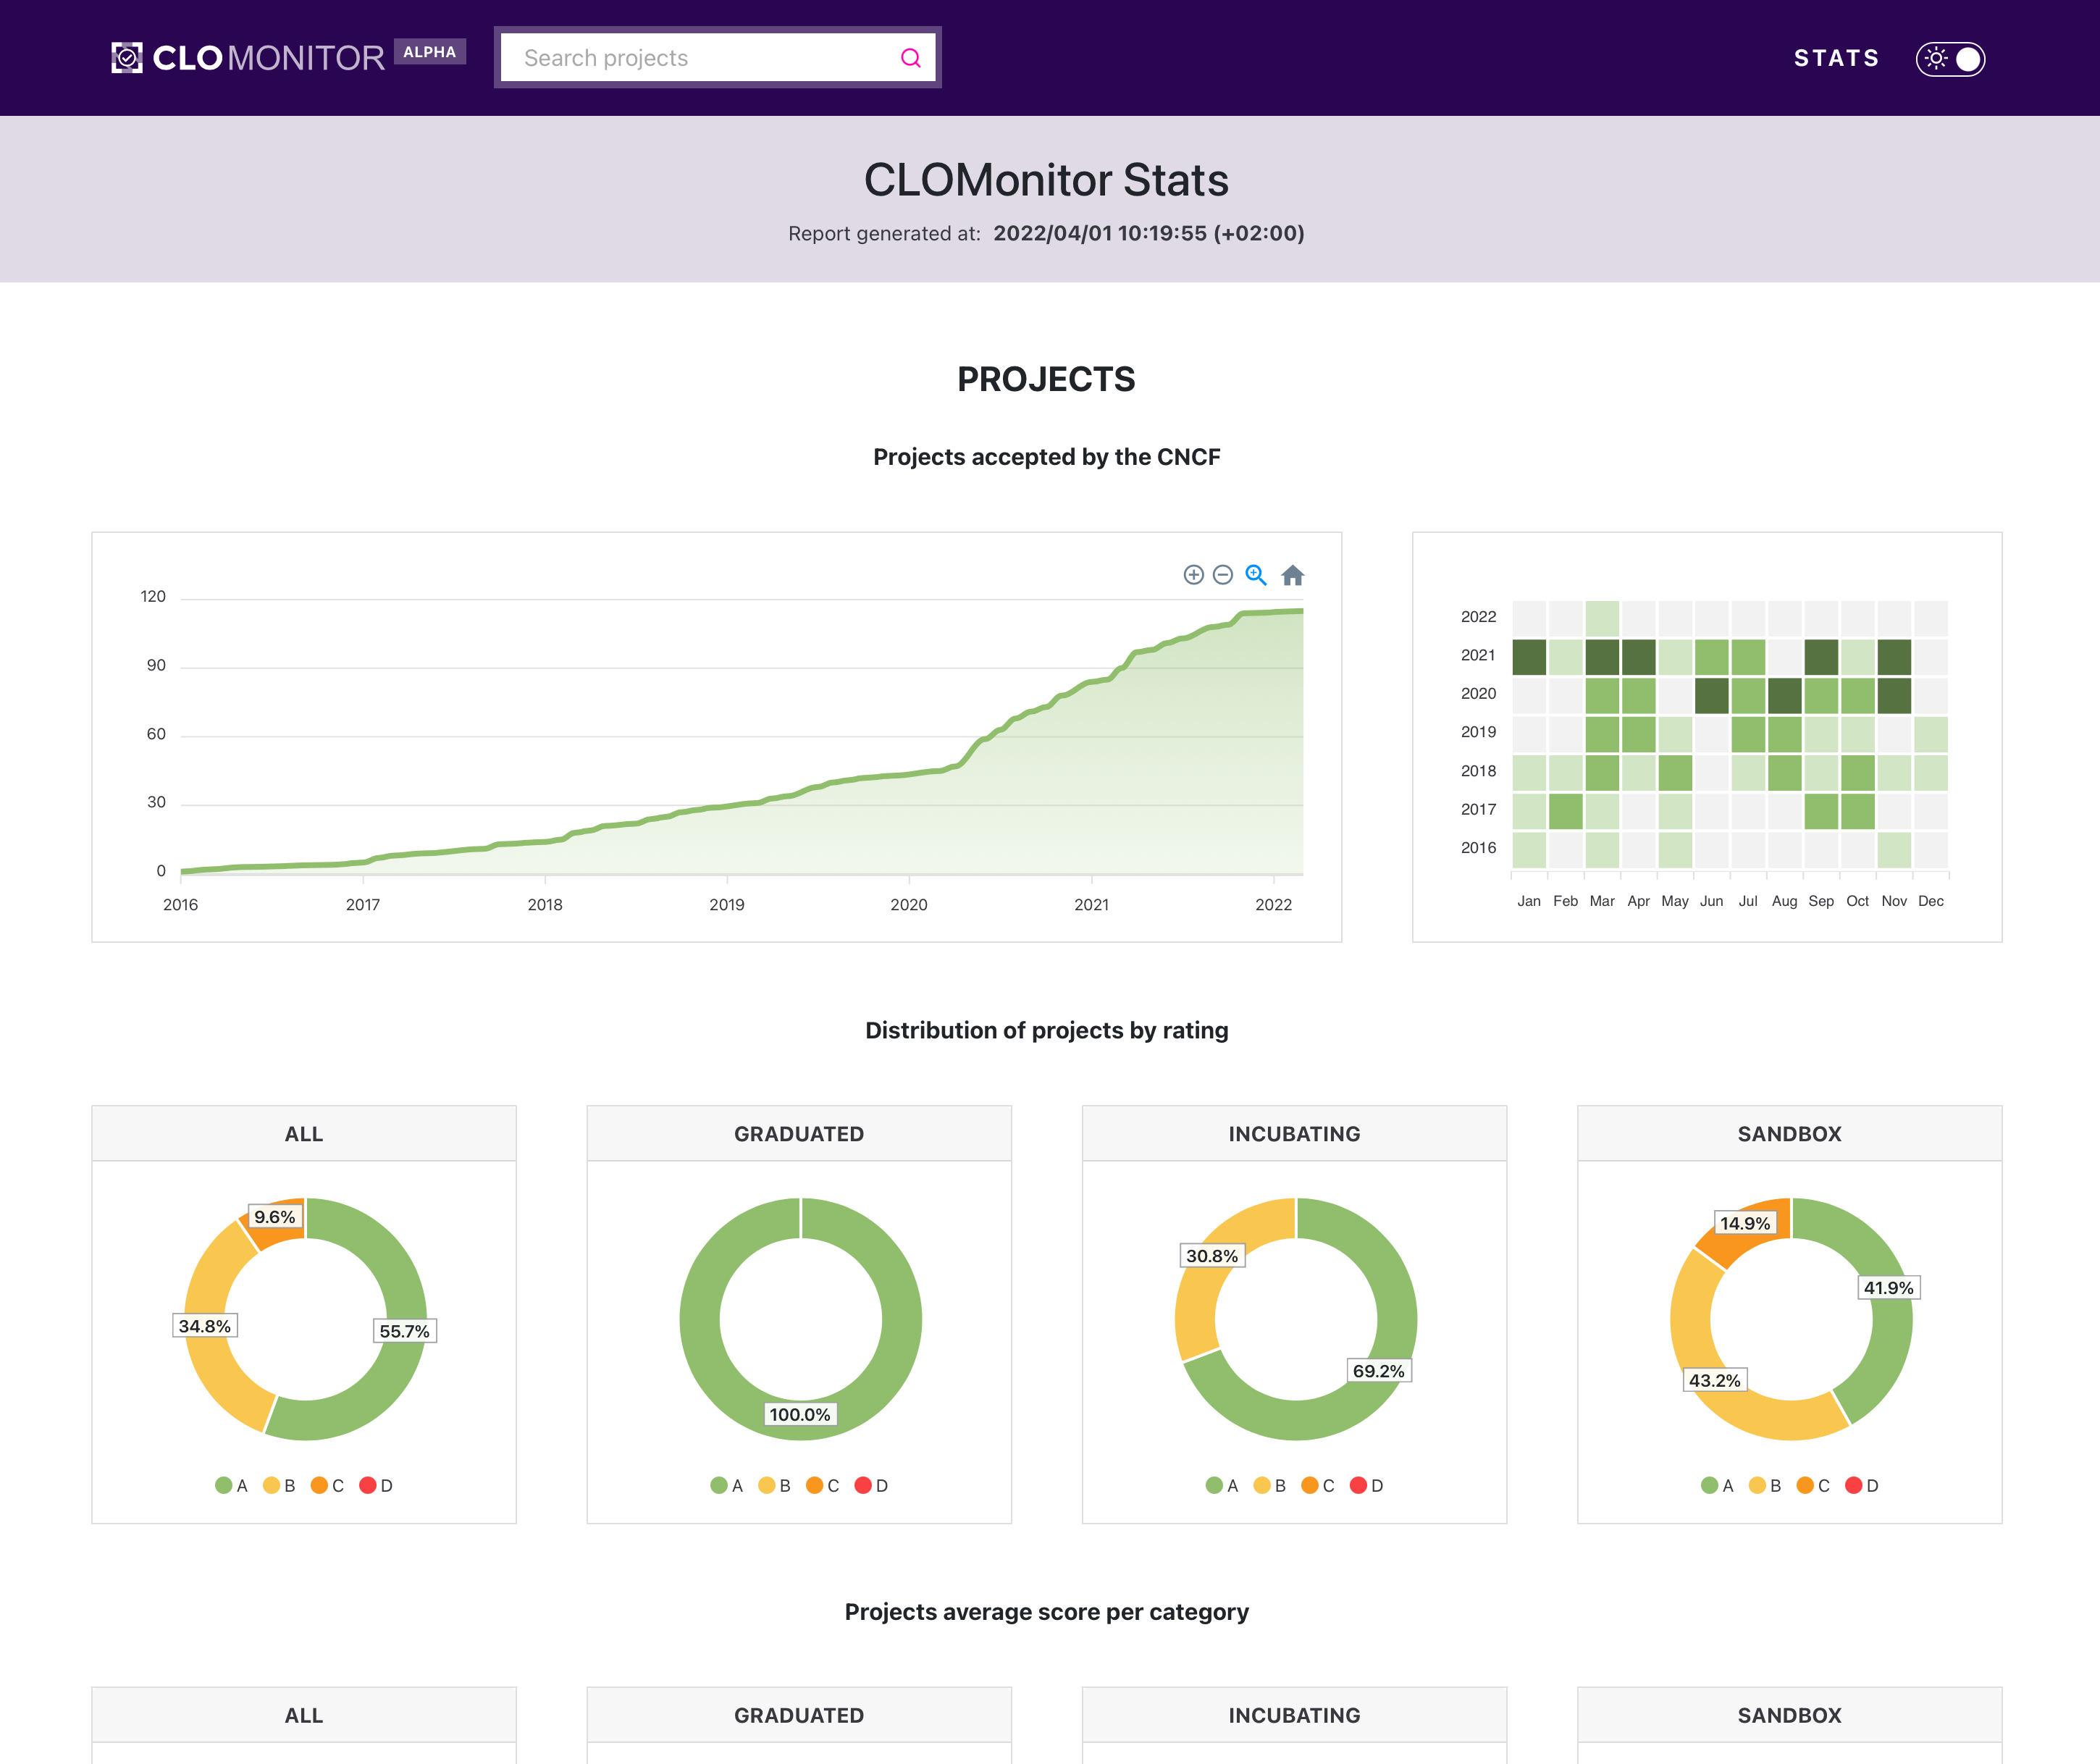 CLOMONITOR ALPHA
Search projects
STATS
CLOMonitor Stats
Report generated at: 2022/04/01 10:19:55 (+02:00)
PROJECTS
Projects accepted by the CNCF
120
90
60
30
0
2016 2017 2018 2019 2020 2021 2022
2022
2021
2020
2019
2018
2017
2016
Jan Feb Mar Apr May Jun Jul Aug Sep Oct Nov Dec
Distribution of projects by rating
ALL
9.6%
34.8%
55.7%
A B C D
GRADUATED
100.0%
A B C D
INCUBATING
30.8%
69.2%
A B C D
SANDBOX
14.9%
41.9%
43.2%
A B C D
Projects average score per category
ALL
GRADUATED
INCUBATING
SANDBOX